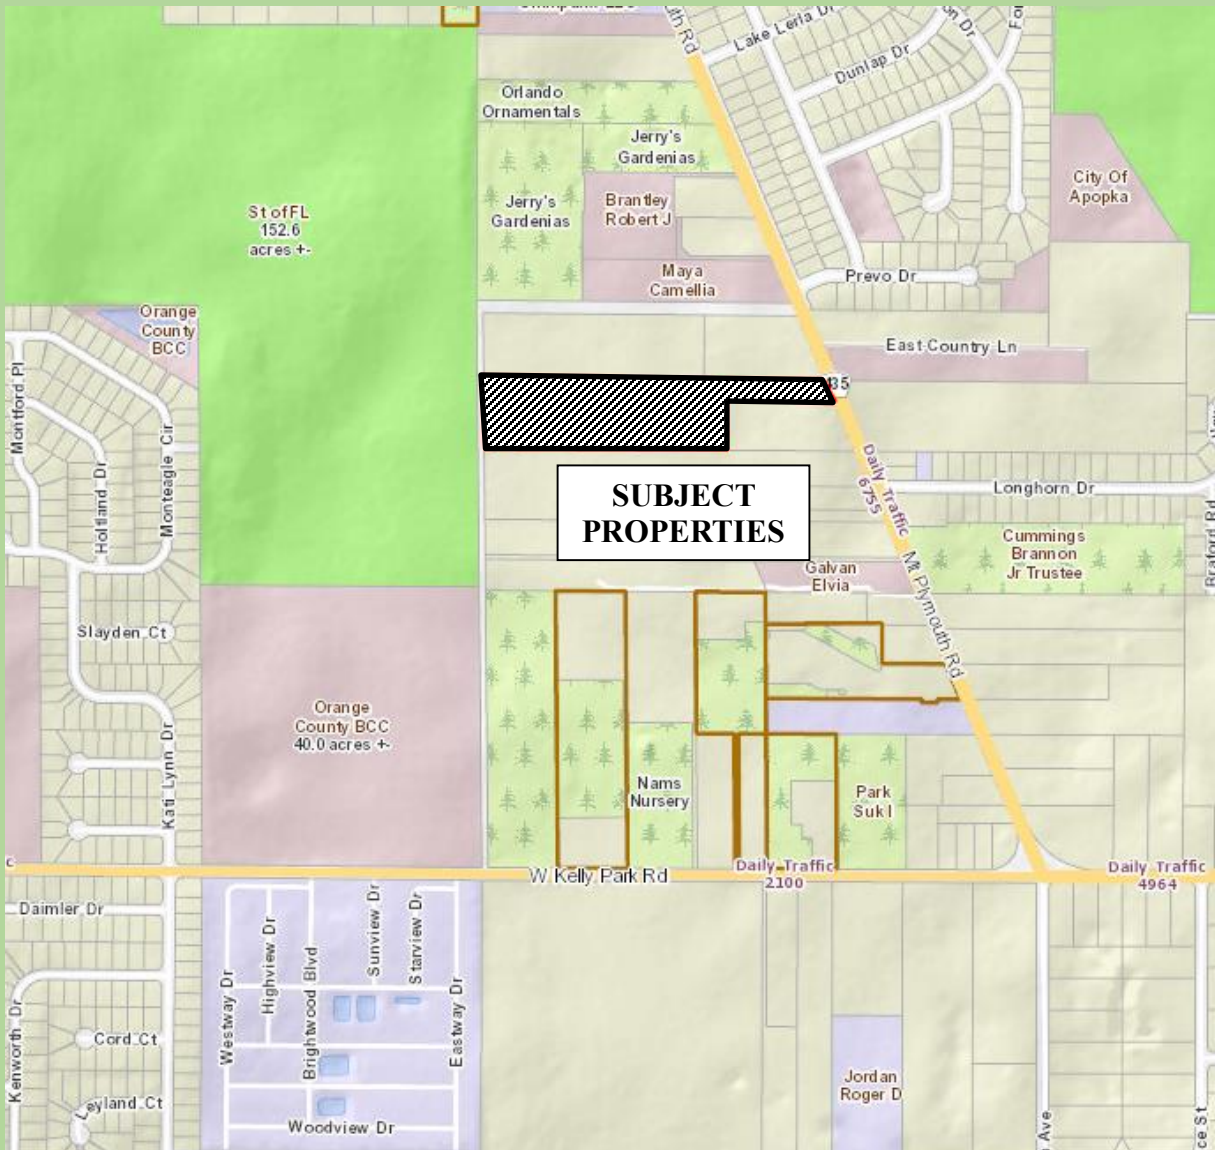 Lake Lerla Dr
Dunlap Dr
Orlando
Ornamentals
Jerry's
Gardenias
City Of
Apopka
St of FL
152.6
acres +-
Jerry's
Gardenias
Brantley
Robert J
Maya
Camellia
Prevo Dr
Orange
County
BCC
East Country Ln
Montford Pl
Holtland Dr
Monteagle Cir
Daily Traffic
6755
Longhorn Dr
SUBJECT
PROPERTIES
Cummings
Brannon
Jr Trustee
Braford Rd
Galvan
Elvia
Mt Plymouth Rd
Slayden Ct
Orange
County BCC
40.0 acres +-
Kati Lynn Dr
Nams
Nursery
Park
Suk I
W Kelly Park Rd
Daily Traffic
2100
Daily Traffic
4964
Daimler Dr
Westway Dr
Highview Dr
Brightwood Blvd
Sunview Dr
Starview Dr
Eastway Dr
Kenworth Dr
Cord Ct
Leyland Ct
Woodview Dr
Jordan
Roger D
Ave
ce St